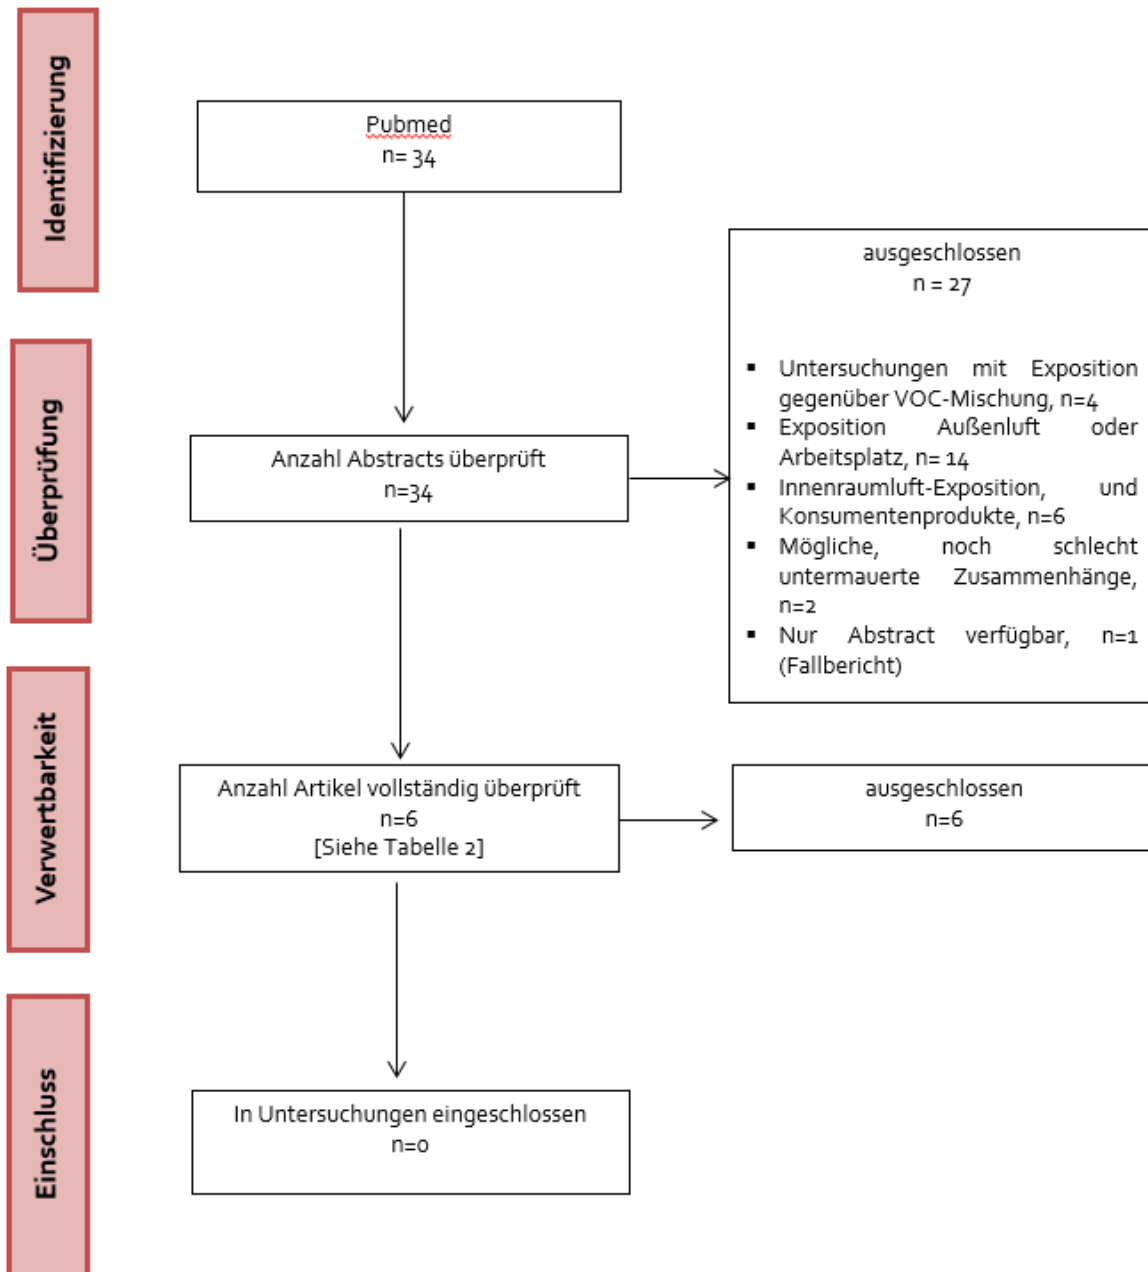 Identifizierung
Pubmed
n= 34
Überprüfung
Anzahl Abstracts überprüft
n=34
ausgeschlossen
n = 27
▪ Untersuchungen mit Exposition
gegenüber VOC-Mischung, n=4
▪ Exposition Außenluft oder
Arbeitsplatz, n= 14
▪ Innenraumluft-Exposition, und
Konsumentenprodukte, n=6
▪ Mögliche, noch schlecht
untermauerte Zusammenhänge,
n=2
▪ Nur Abstract verfügbar, n=1
(Fallbericht)
Verwertbarkeit
Anzahl Artikel vollständig überprüft
n=6
[Siehe Tabelle 2]
ausgeschlossen
n=6
Einschluss
In Untersuchungen eingeschlossen
n=0